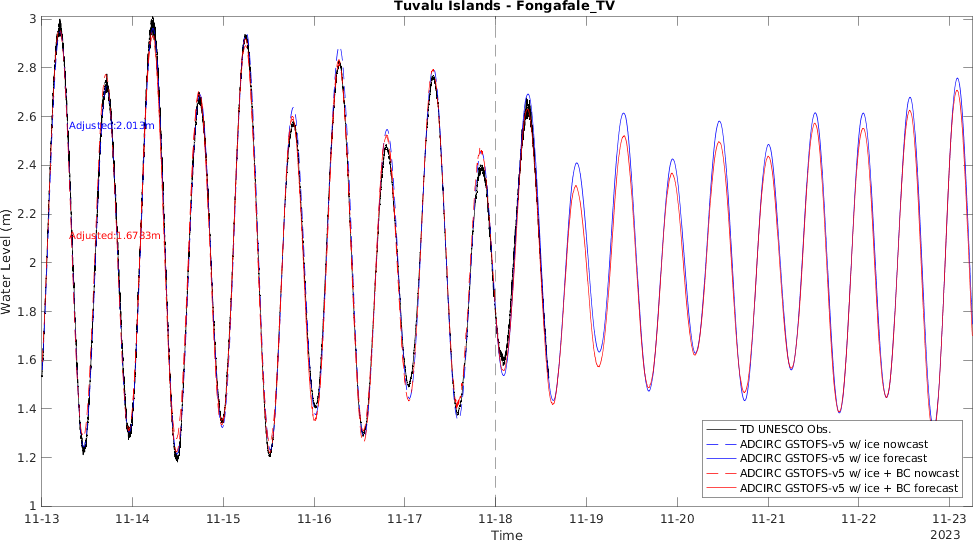 Tuvalu Islands - Fongafale_TV
3
2.8
2.6
2.4
2.2
2
1.8
1.6
1.4
1.2
1
Water Level (m)
Adjusted:2.013m
Adjusted:1.6783m
TD UNESCO Obs.
ADCIRC GSTOFS-v5 w/ ice nowcast
ADCIRC GSTOFS-v5 w/ ice forecast
ADCIRC GSTOFS-v5 w/ ice + BC nowcast
ADCIRC GSTOFS-v5 w/ ice + BC forecast
11-13 11-14 11-15 11-16 11-17 11-18 11-19 11-20 11-21 11-22 11-23
2023
Time